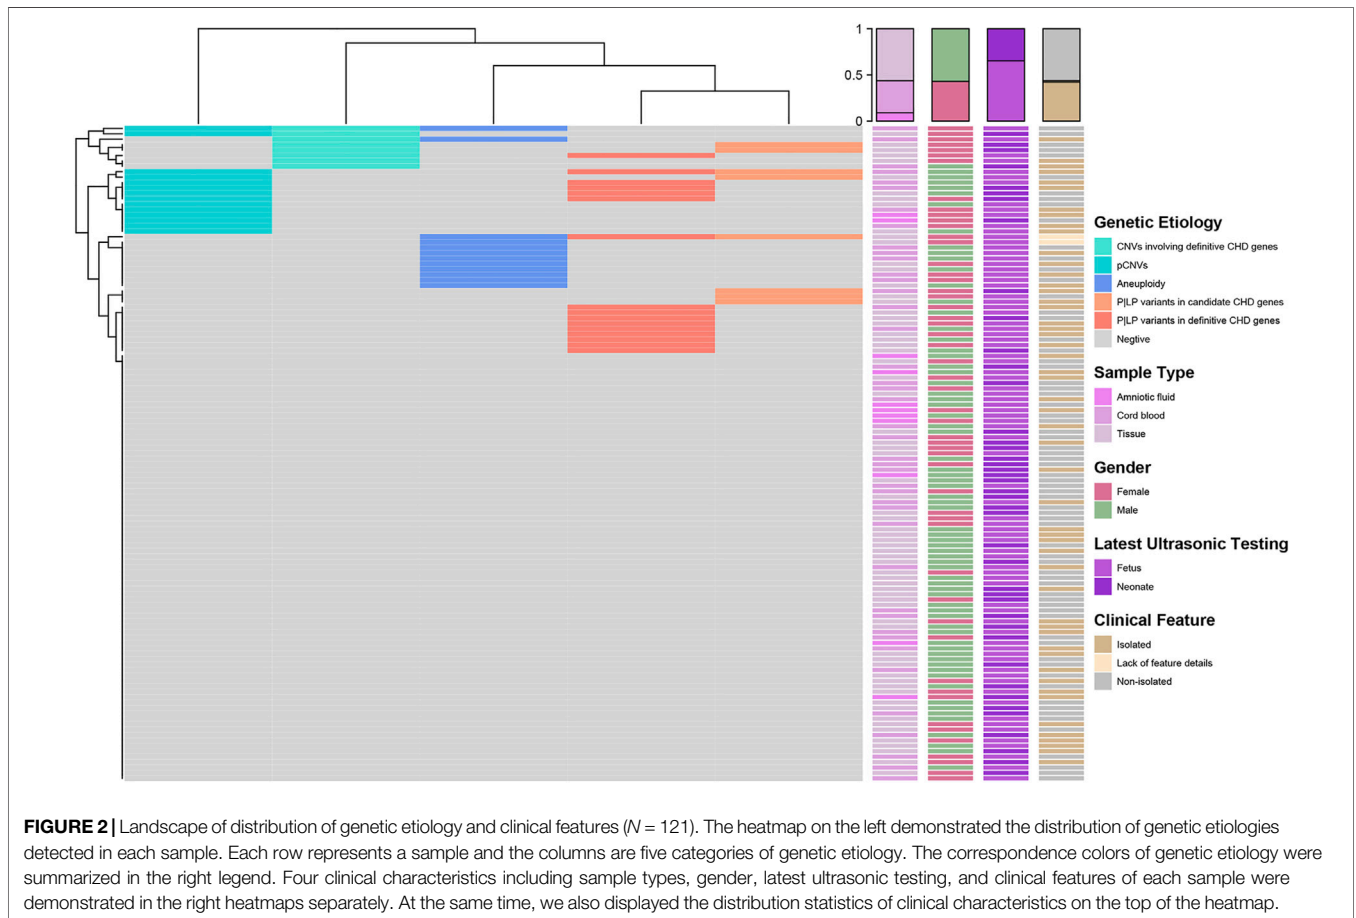 1
0.5
0
Genetic Etiology
CNVs involving definitive CHD genes
pCNVs
Aneuploidy
P|LP variants in candidate CHD genes
P|LP variants in definitive CHD genes
Negtive
Sample Type
Amniotic fluid
Cord blood
Tissue
Gender
Female
Male
Latest Ultrasonic Testing
Fetus
Neonate
Clinical Feature
Isolated
Lack of feature details
Non-isolated
FIGURE 2 | Landscape of distribution of genetic etiology and clinical features (N = 121). The heatmap on the left demonstrated the distribution of genetic etiologies
detected in each sample. Each row represents a sample and the columns are five categories of genetic etiology. The correspondence colors of genetic etiology were
summarized in the right legend. Four clinical characteristics including sample types, gender, latest ultrasonic testing, and clinical features of each sample were
demonstrated in the right heatmaps separately. At the same time, we also displayed the distribution statistics of clinical characteristics on the top of the heatmap.